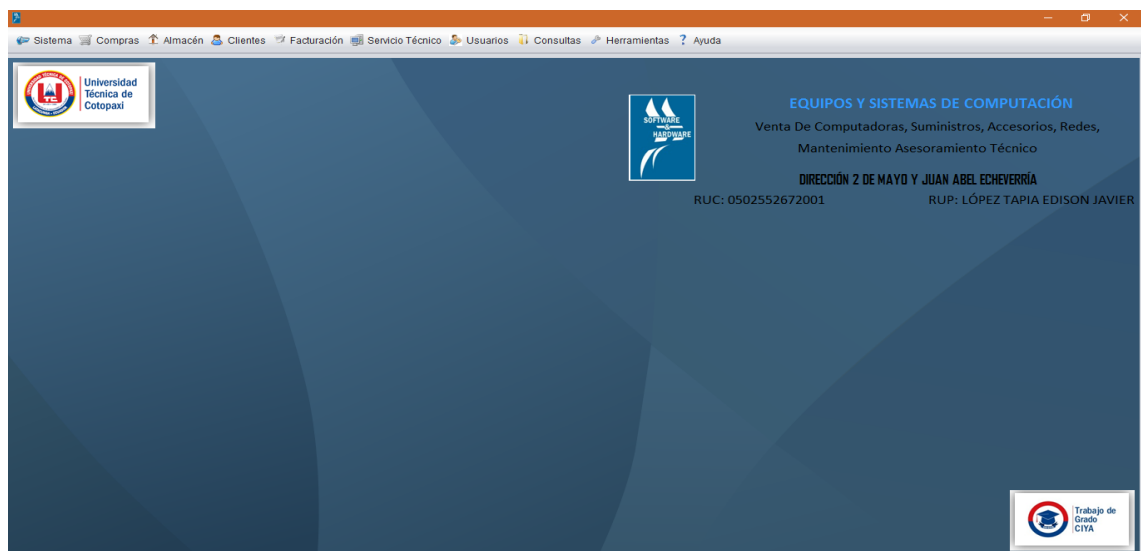 Sistema Compras Almacén Clientes Facturación Servicio Técnico Usuarios Consultas Herramientas ? Ayuda
Universidad
Técnica de
Cotopaxi
SOFTWARE
&
HARDWARE
EQUIPOS Y SISTEMAS DE COMPUTACIÓN
Venta De Computadoras, Suministros, Accesorios, Redes,
Mantenimiento Asesoramiento Técnico
DIRECCIÓN 2 DE MAYO Y JUAN ABEL ECHEVERRÍA
RUC: 0502552672001 RUP: LÓPEZ TAPIA EDISON JAVIER
Trabajo de
Grado
CIYA